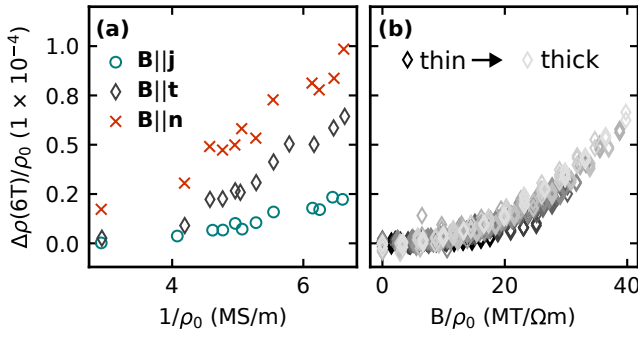 (a)
B||j
B||t
B||n
1.0
0.8
0.5
0.2
0.0
Δρ(6T)/ρ₀ (1 × 10⁻⁴)
4
6
1/ρ₀ (MS/m)
(b)
thin → thick
0
20
40
B/ρ₀ (MT/Ωm)